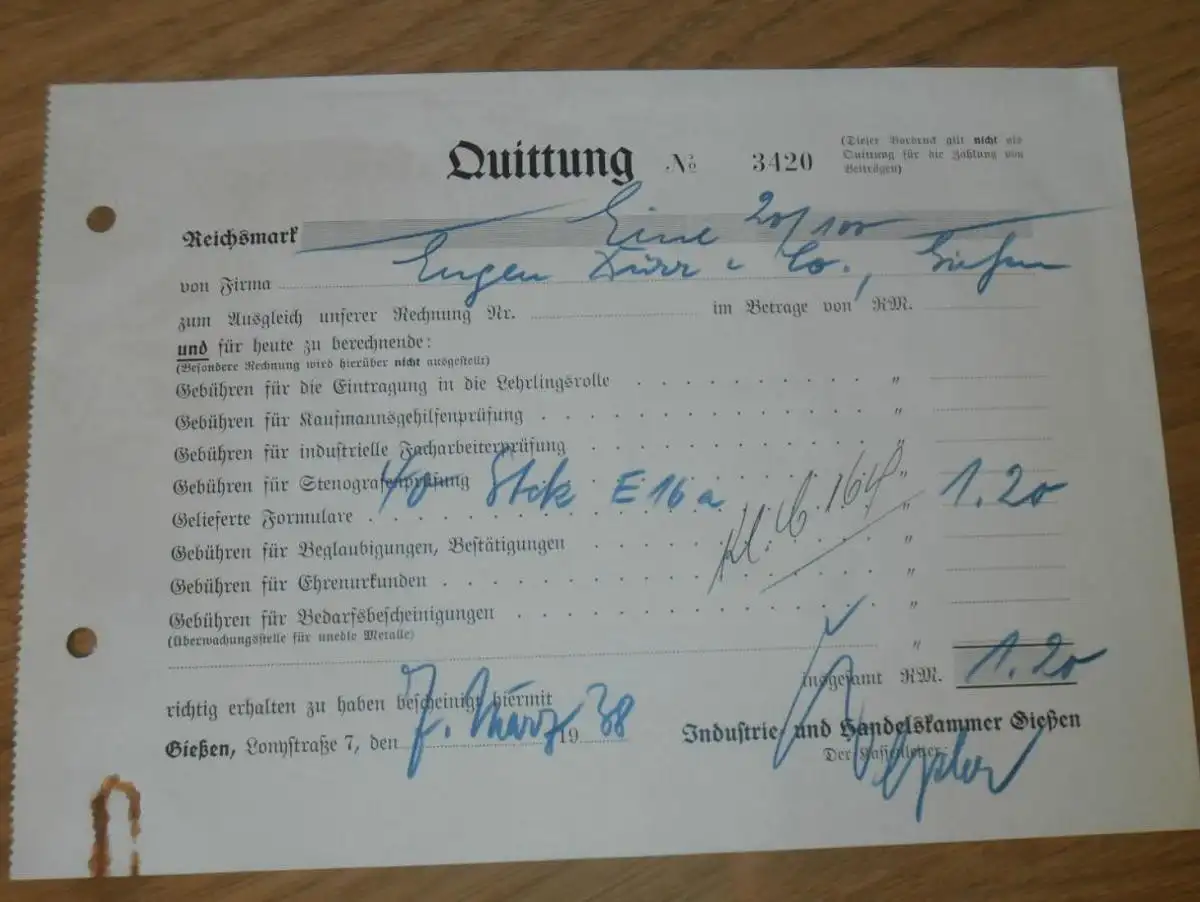 Quittung № 3420
(Dieser Vordruck gilt nicht als
Quittung für die Zahlung von
Beiträgen)
Reichsmark Eine 20/100
von Firma Eugen Dürr & Co., Gießen
zum Ausgleich unserer Rechnung Nr. im Betrage von RM.
und für heute zu berechnende:
(Besondere Rechnung wird hierüber nicht ausgestellt)
Gebühren für die Eintragung in die Lehrlingsrolle "
Gebühren für Kaufmannsgehilfenprüfung "
Gebühren für industrielle Facharbeiterprüfung "
Gebühren für Stenografenprüfung "
Gelieferte Formulare 40 Stck E 16 a " 1.20
Gebühren für Beglaubigungen, Bestätigungen "
Gebühren für Ehrenurkunden "
Gebühren für Bedarfsbescheinigungen "
(Überwachungsstelle für unedle Metalle) "
insgesamt RM. 1.20
richtig erhalten zu haben bescheinigt hiermit
Gießen, Lonystraße 7, den 7. März 1938
Industrie- und Handelskammer Gießen
Der Kassenleiter: